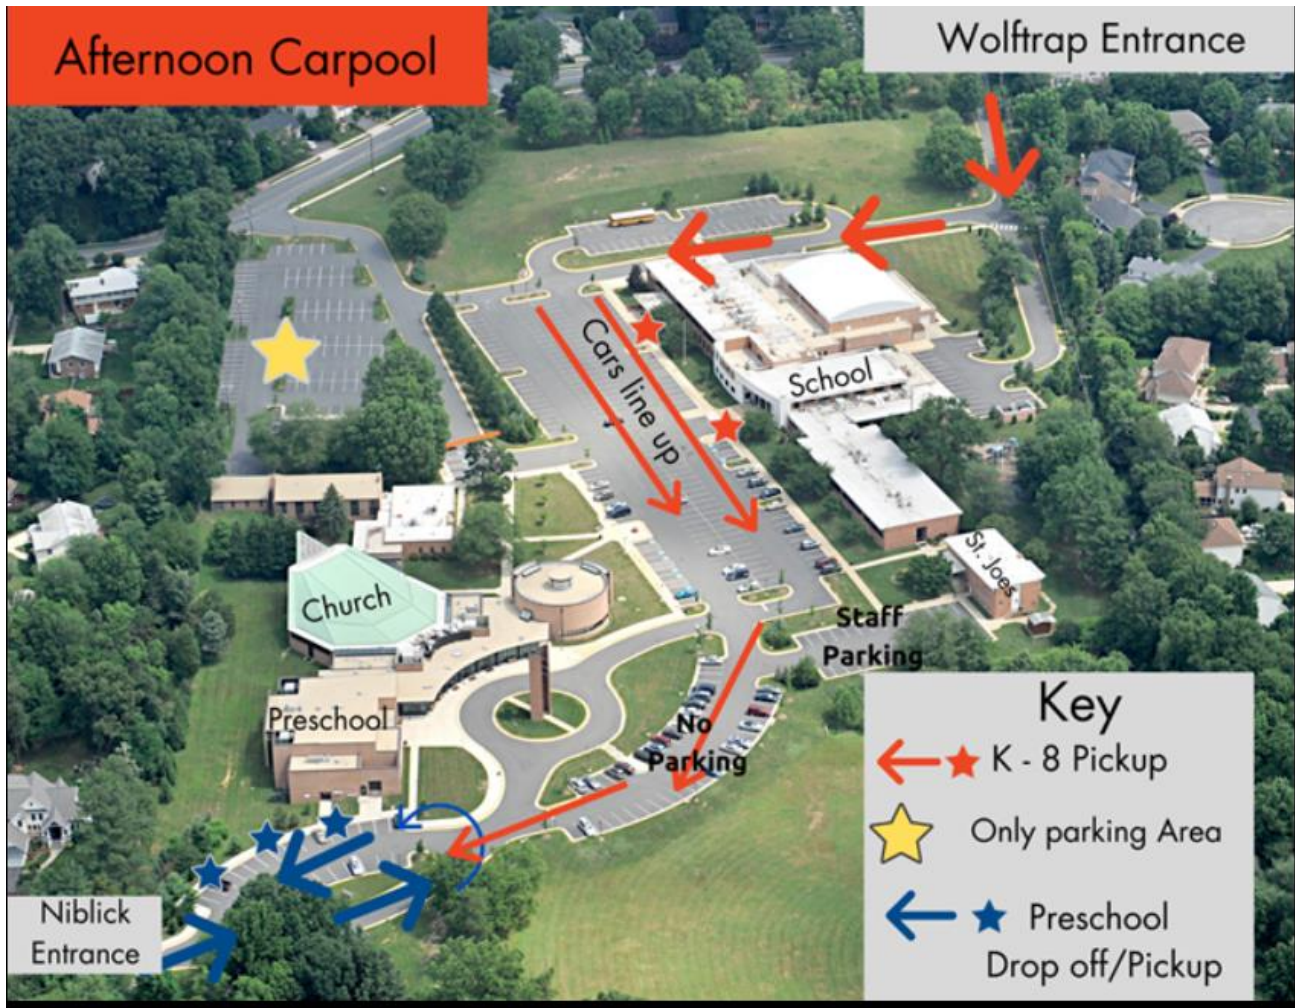 Afternoon Carpool
Wolftrap Entrance
Cars line up
School
St. Joes
Church
Staff
Parking
Preschool
No
Parking
Niblick
Entrance
Key
K - 8 Pickup
Only parking Area
Preschool
Drop off/Pickup